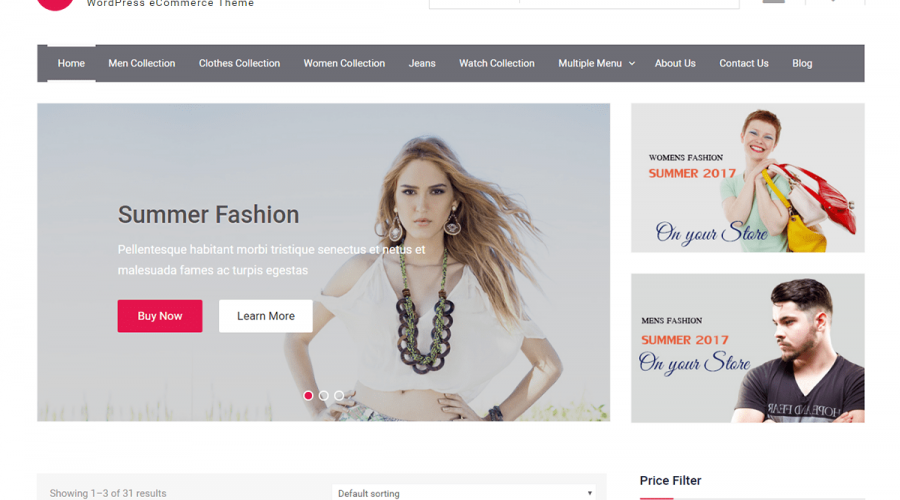 WordPress eCommerce Theme
Home Men Collection Clothes Collection Women Collection Jeans Watch Collection Multiple Menu About Us Contact Us Blog
Summer Fashion
Pellentesque habitant morbi tristique senectus et netus et
malesuada fames ac turpis egestas
Buy Now Learn More
WOMENS FASHION
SUMMER 2017
On your Store
MENS FASHION
SUMMER 2017
On your Store
HOPE AND FEAR
Showing 1–3 of 31 results
Default sorting
Price Filter